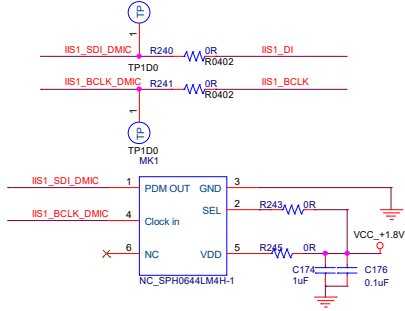 TP
1
IIS1_SDI_DMIC R240 0R IIS1_DI
TP1D0 R0402
IIS1_BCLK_DMIC R241 0R IIS1_BCLK
R0402
1
TP
TP1D0
MK1
IIS1_SDI_DMIC 1 PDM OUT GND 3
SEL 2 R243 0R
IIS1_BCLK_DMIC 4 Clock in
VCC_+1.8V
6 NC VDD 5 R245 0R
NC_SPH0644LM4H-1
C174 C176
1uF 0.1uF